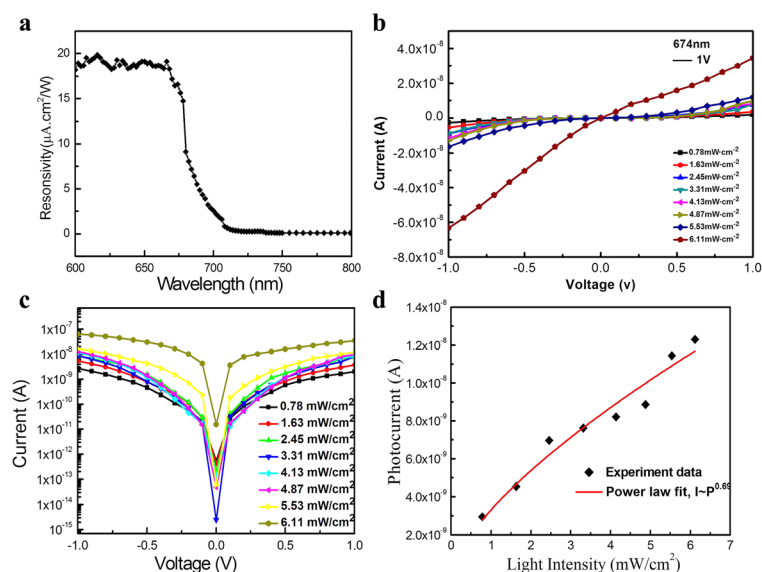 a
Resonsivity(μA.cm²/W)
20
15
10
5
0
600 650 700 750 800
Wavelength (nm)
b
Current (A)
4.0x10⁻⁸
2.0x10⁻⁸
0.0
-2.0x10⁻⁸
-4.0x10⁻⁸
-6.0x10⁻⁸
-8.0x10⁻⁸
674nm
1V
0.78mW·cm⁻²
1.63mW·cm⁻²
2.45mW·cm⁻²
3.31mW·cm⁻²
4.13mW·cm⁻²
4.87mW·cm⁻²
5.53mW·cm⁻²
6.11mW·cm⁻²
-1.0 -0.5 0.0 0.5 1.0
Voltage (v)
c
Current (A)
1x10⁻⁷
1x10⁻⁸
1x10⁻⁹
1x10⁻¹⁰
1x10⁻¹¹
1x10⁻¹²
1x10⁻¹³
1x10⁻¹⁴
1x10⁻¹⁵
0.78 mW/cm²
1.63 mW/cm²
2.45 mW/cm²
3.31 mW/cm²
4.13 mW/cm²
4.87 mW/cm²
5.53 mW/cm²
6.11 mW/cm²
-1.0 -0.5 0.0 0.5 1.0
Voltage (V)
d
Photocurrent (A)
1.4x10⁻⁸
1.2x10⁻⁸
1.0x10⁻⁸
8.0x10⁻⁹
6.0x10⁻⁹
4.0x10⁻⁹
2.0x10⁻⁹
Experiment data
Power law fit, I~P⁰·⁶⁹
0 1 2 3 4 5 6 7
Light Intensity (mW/cm²)